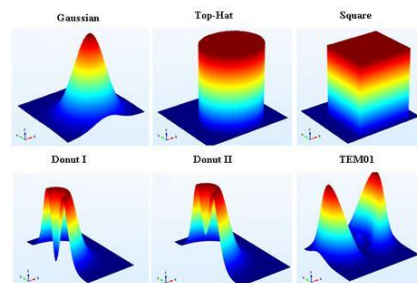 Gaussian
Top-Hat
Square
Donut I
Donut II
TEM01